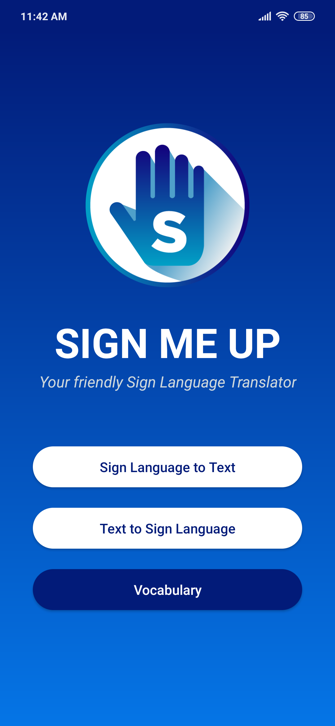 11:42 AM
85
S
SIGN ME UP
Your friendly Sign Language Translator
Sign Language to Text
Text to Sign Language
Vocabulary